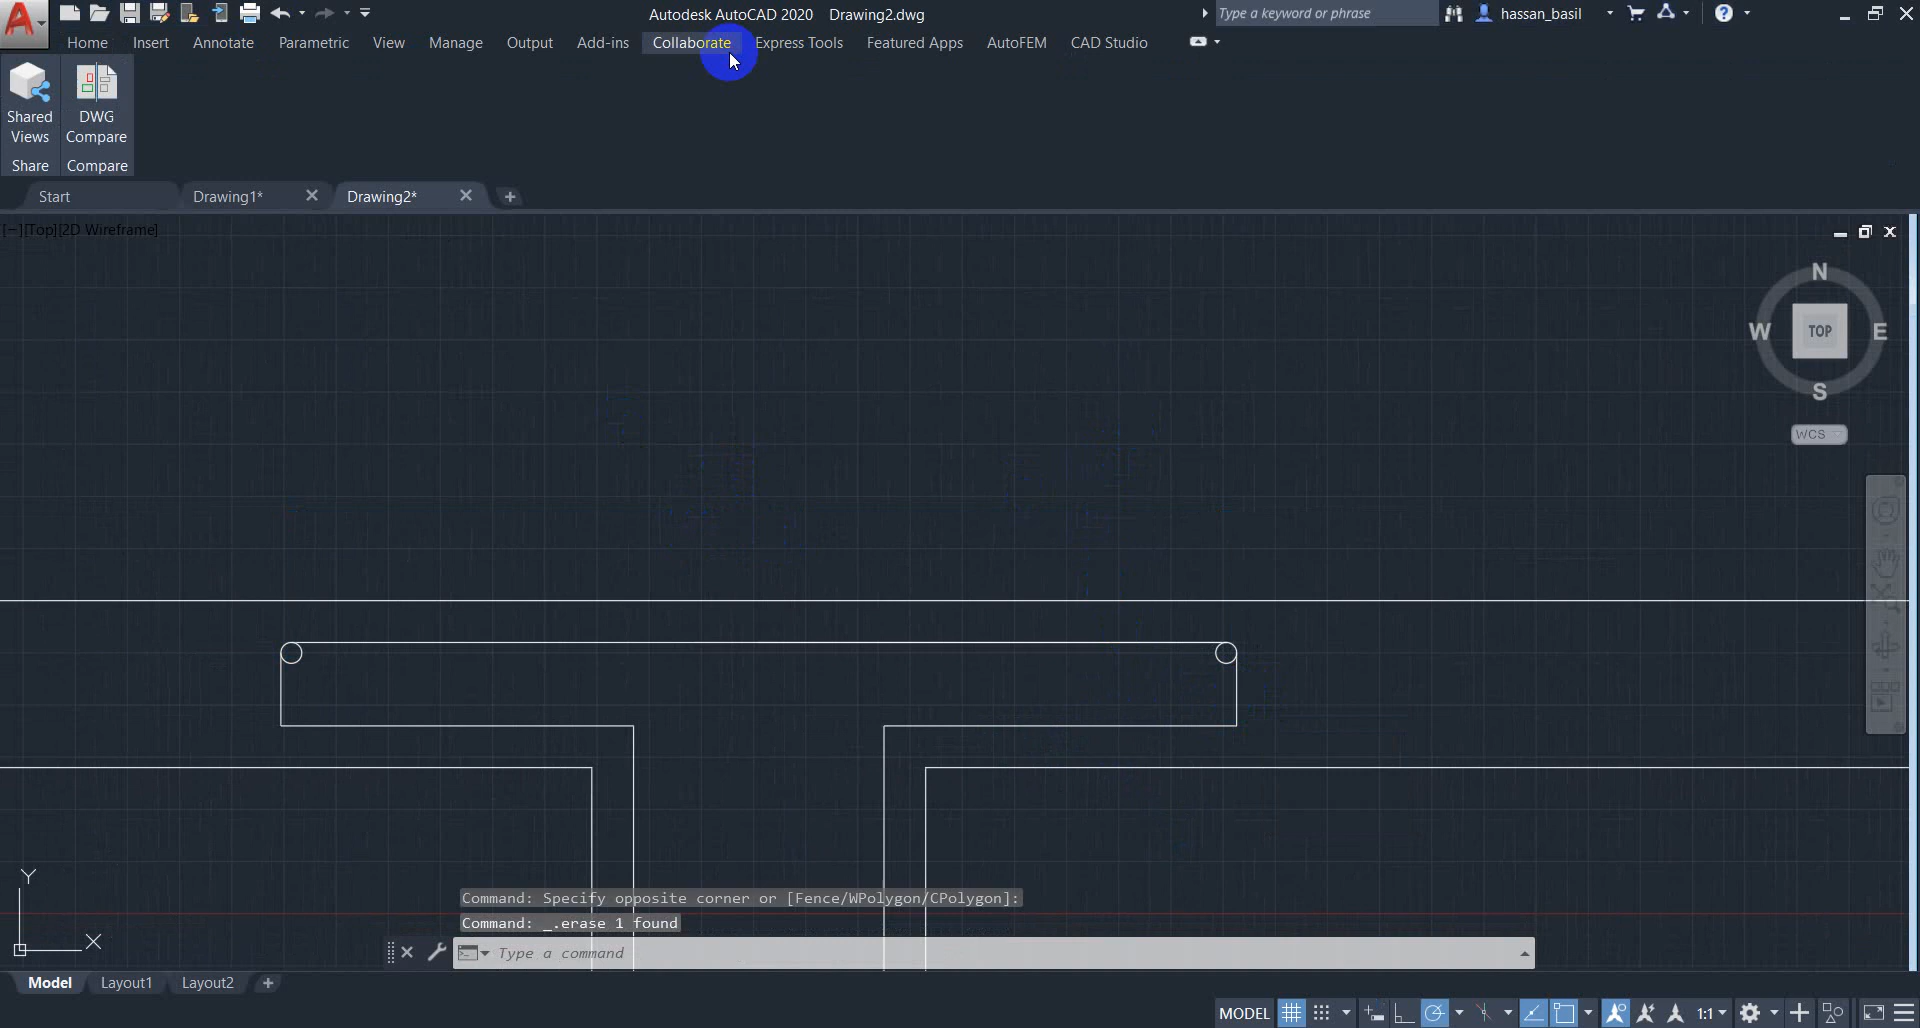 Autodesk AutoCAD 2020 Drawing2.dwg
Type a keyword or phrase
hassan_basil
Home Insert Annotate Parametric View Manage Output Add-ins Collaborate Express Tools Featured Apps AutoFEM CAD Studio
Shared Views
DWG Compare
Share Compare
Start Drawing1* Drawing2*
[−][Top][2D Wireframe]
N
W TOP E
S
WCS
Y
X
Command: Specify opposite corner or [Fence/WPolygon/CPolygon]:
Command: _.erase 1 found
Type a command
Model Layout1 Layout2
MODEL 1:1